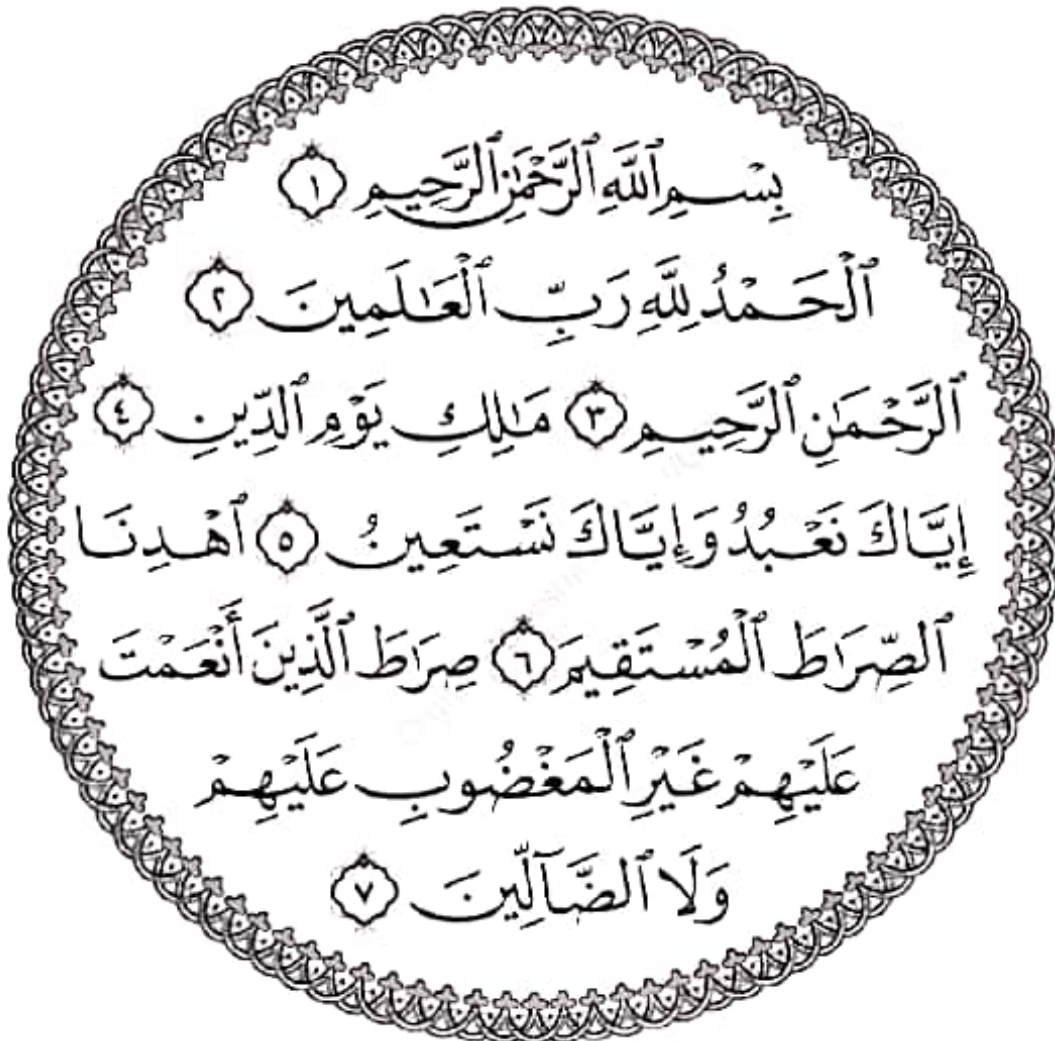 بِسْمِ ٱللَّهِ ٱلرَّحْمَٰنِ ٱلرَّحِيمِ ١
ٱلْحَمْدُ لِلَّهِ رَبِّ ٱلْعَٰلَمِينَ ٢
ٱلرَّحْمَٰنِ ٱلرَّحِيمِ ٣ مَٰلِكِ يَوْمِ ٱلدِّينِ ٤
إِيَّاكَ نَعْبُدُ وَإِيَّاكَ نَسْتَعِينُ ٥ ٱهْدِنَا
ٱلصِّرَٰطَ ٱلْمُسْتَقِيمَ ٦ صِرَٰطَ ٱلَّذِينَ أَنْعَمْتَ
عَلَيْهِمْ غَيْرِ ٱلْمَغْضُوبِ عَلَيْهِمْ
وَلَا ٱلضَّآلِّينَ ٧